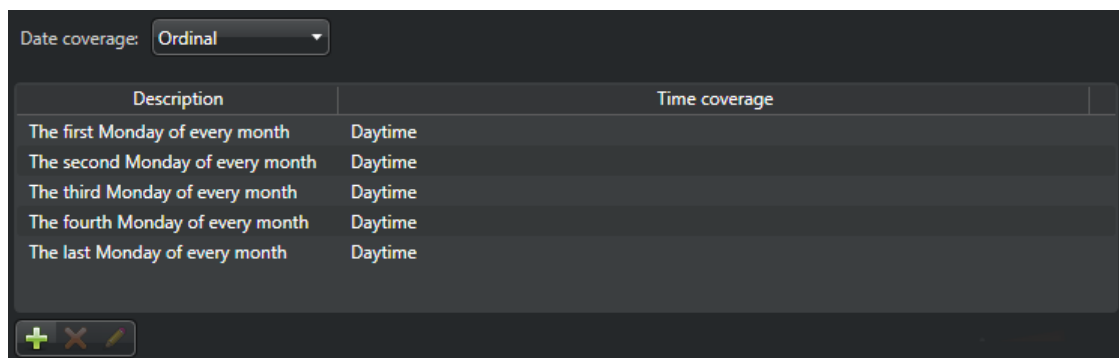 Date coverage: Ordinal
Description Time coverage
The first Monday of every month Daytime
The second Monday of every month Daytime
The third Monday of every month Daytime
The fourth Monday of every month Daytime
The last Monday of every month Daytime